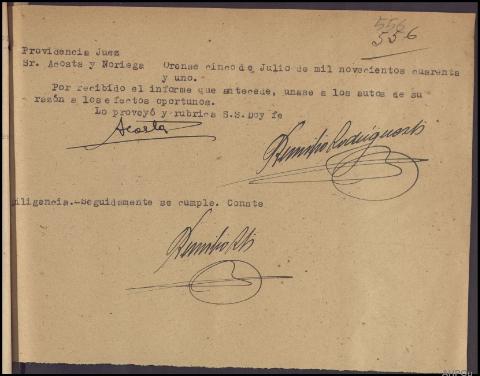 556
556
Providencia Juez
Sr. Acosta y Noriega Orense cinco de Julio de mil novecientos cuarenta
y uno.
Por recibido el informe que antecede, unase a los autos de su
razón a los efectos oportunos.
Lo proveyó y rubrica S.S. Doy fe
Acosta
iligencia.-Seguidamente se cumple. Conste